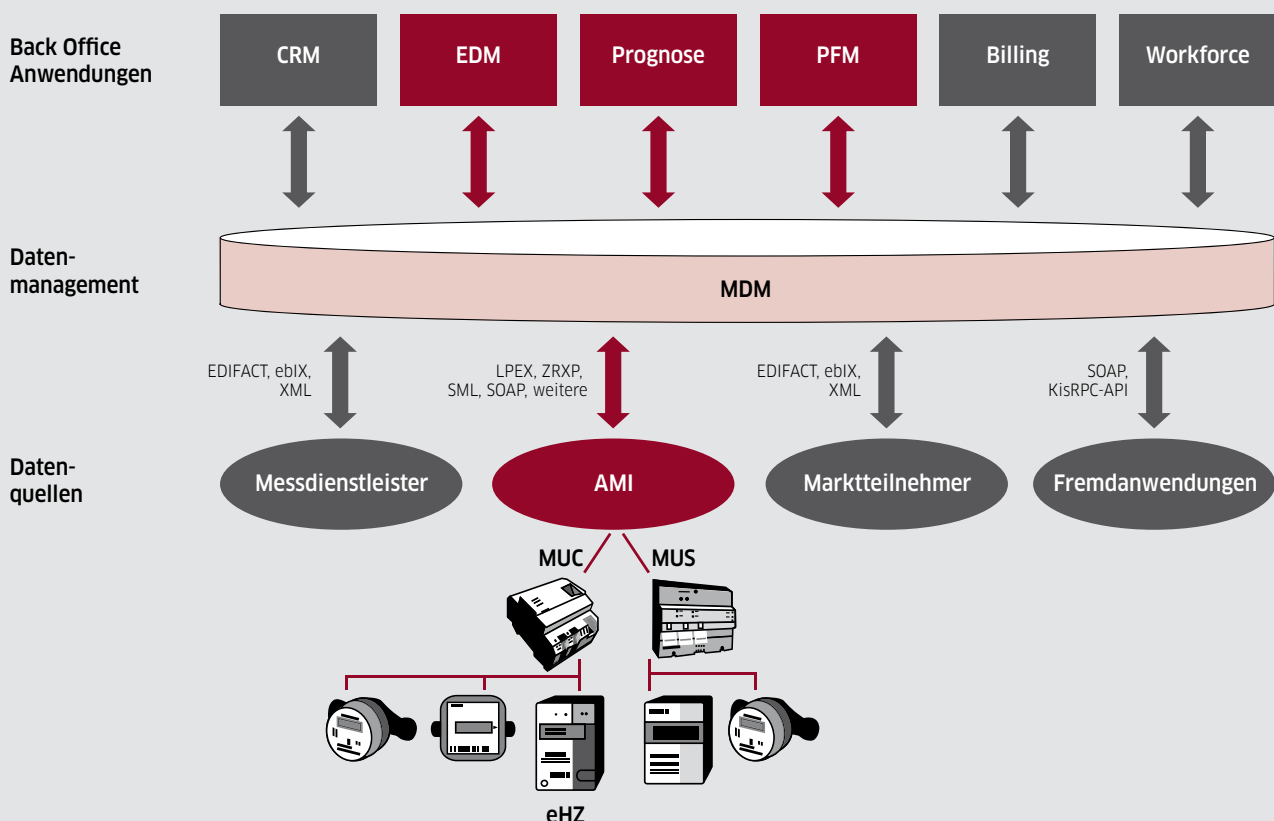 Back Office
Anwendungen
CRM
EDM
Prognose
PFM
Billing
Workforce
Daten-
management
MDM
EDIFACT, ebIX,
XML
LPEX, ZRXP,
SML, SOAP, weitere
EDIFACT, ebIX,
XML
SOAP,
KisRPC-API
Daten-
quellen
Messdienstleister
AMI
Marktteilnehmer
Fremdanwendungen
MUC
MUS
eHZ